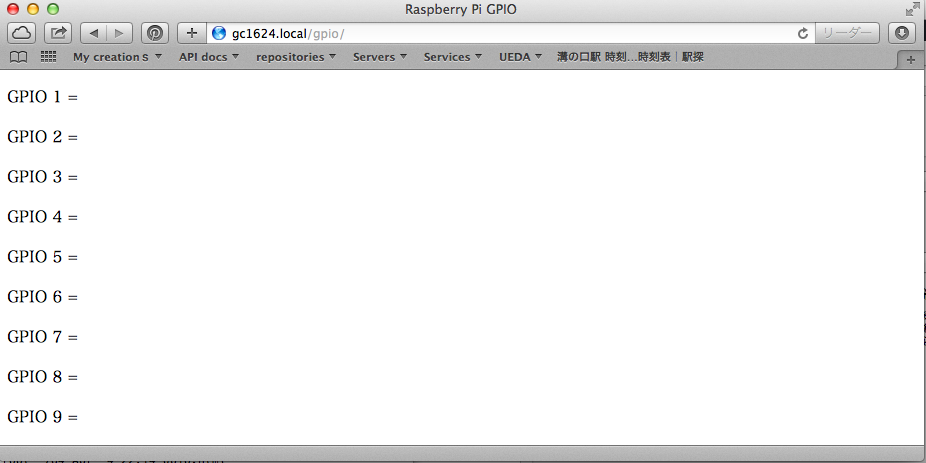 Raspberry Pi GPIO
gc1624.local/gpio/
リーダー
My creation s API docs repositories Servers Services UEDA 溝の口駅 時刻...時刻表｜駅探
GPIO 1 =
GPIO 2 =
GPIO 3 =
GPIO 4 =
GPIO 5 =
GPIO 6 =
GPIO 7 =
GPIO 8 =
GPIO 9 =